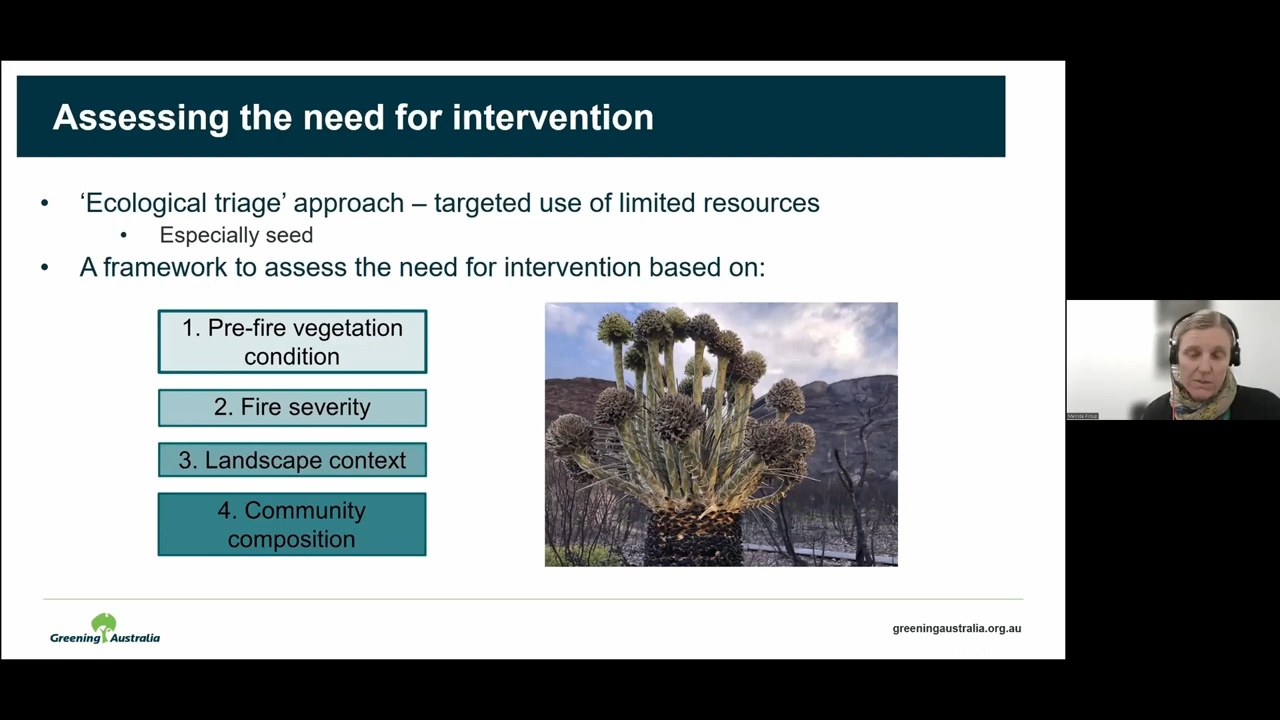 Assessing the need for intervention
• ‘Ecological triage’ approach – targeted use of limited resources
• Especially seed
• A framework to assess the need for intervention based on:
1. Pre-fire vegetation
condition
2. Fire severity
3. Landscape context
4. Community
composition
Greening Australia
greeningaustralia.org.au